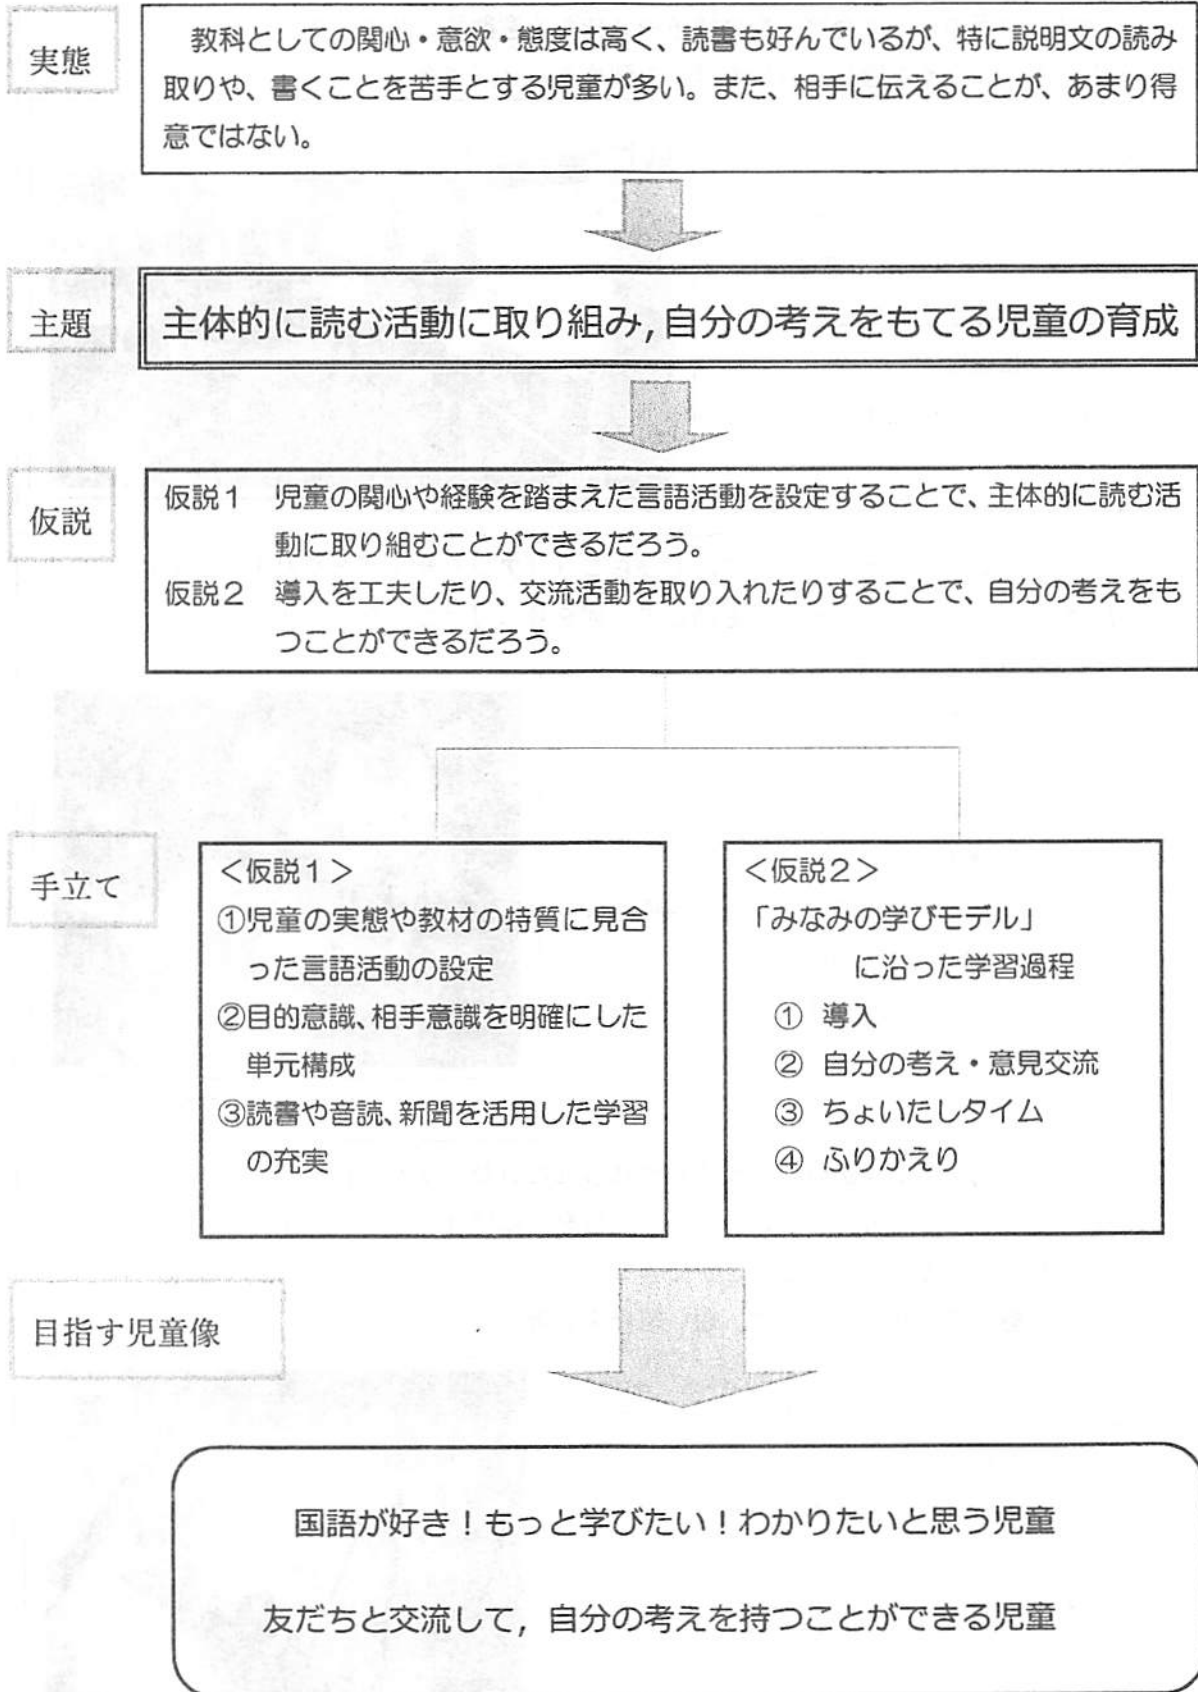 実態
教科としての関心・意欲・態度は高く、読書も好んでいるが、特に説明文の読み
取りや、書くことを苦手とする児童が多い。また、相手に伝えることが、あまり得
意ではない。
主題
主体的に読む活動に取り組み,自分の考えをもてる児童の育成
仮説
仮説１　児童の関心や経験を踏まえた言語活動を設定することで、主体的に読む活
動に取り組むことができるだろう。
仮説２　導入を工夫したり、交流活動を取り入れたりすることで、自分の考えをも
つことができるだろう。
手立て
＜仮説１＞
①児童の実態や教材の特質に見合
った言語活動の設定
②目的意識、相手意識を明確にした
単元構成
③読書や音読、新聞を活用した学習
の充実
＜仮説２＞
「みなみの学びモデル」
に沿った学習過程
① 導入
② 自分の考え・意見交流
③ ちょいたしタイム
④ ふりかえり
目指す児童像
国語が好き！もっと学びたい！わかりたいと思う児童
友だちと交流して，自分の考えを持つことができる児童